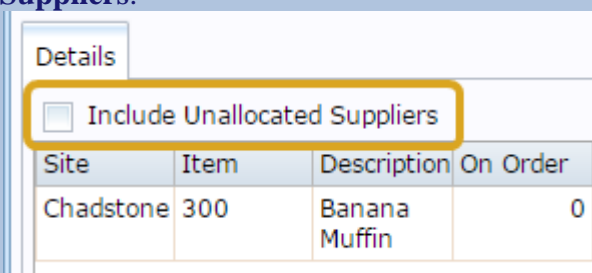 Suppliers.
Details
Include Unallocated Suppliers
Site Item Description On Order
Chadstone 300 Banana 0
Muffin